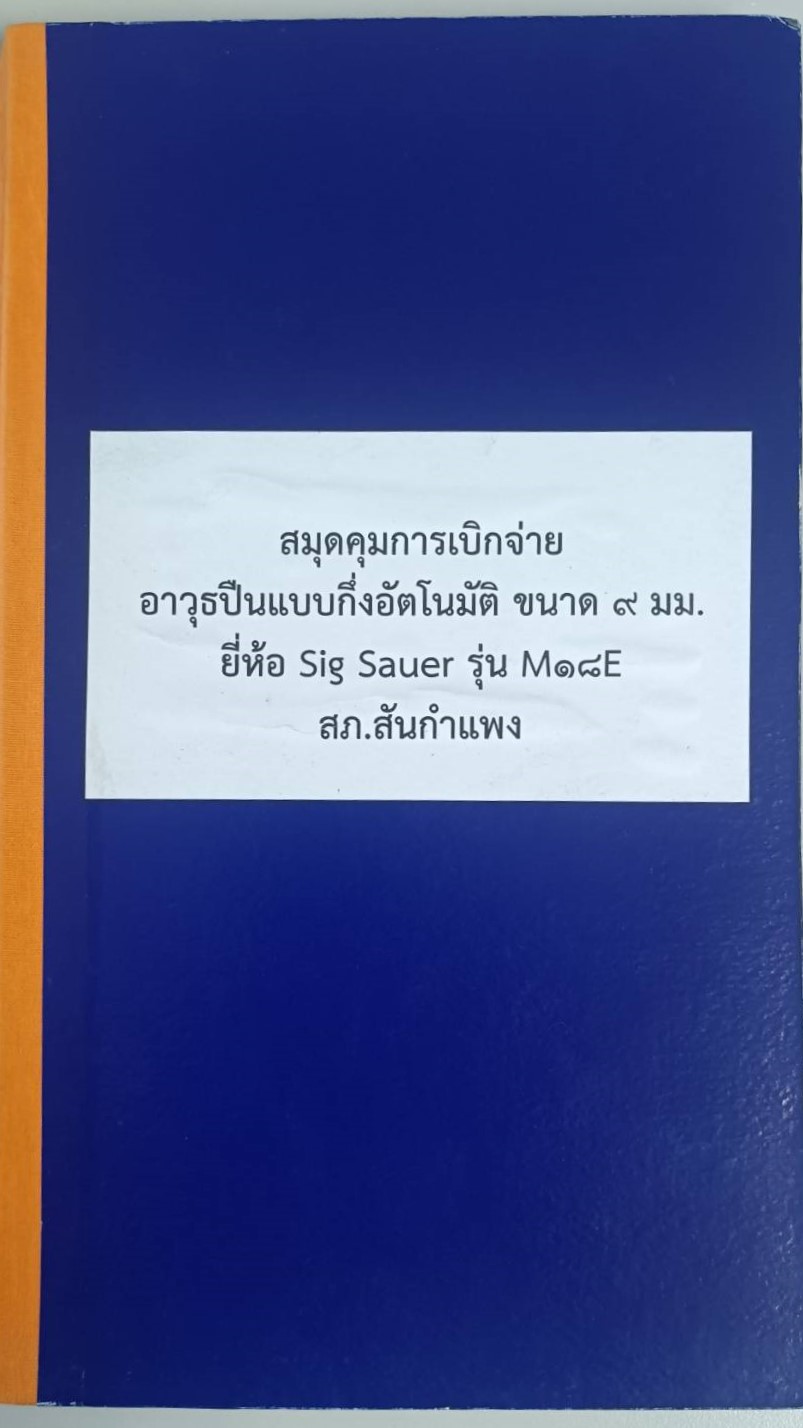 สมุดคุมการเบิกจ่าย
อาวุธปืนแบบกึ่งอัตโนมัติ ขนาด ๙ มม.
ยี่ห้อ Sig Sauer รุ่น M๑๘E
สภ.สันกำแพง